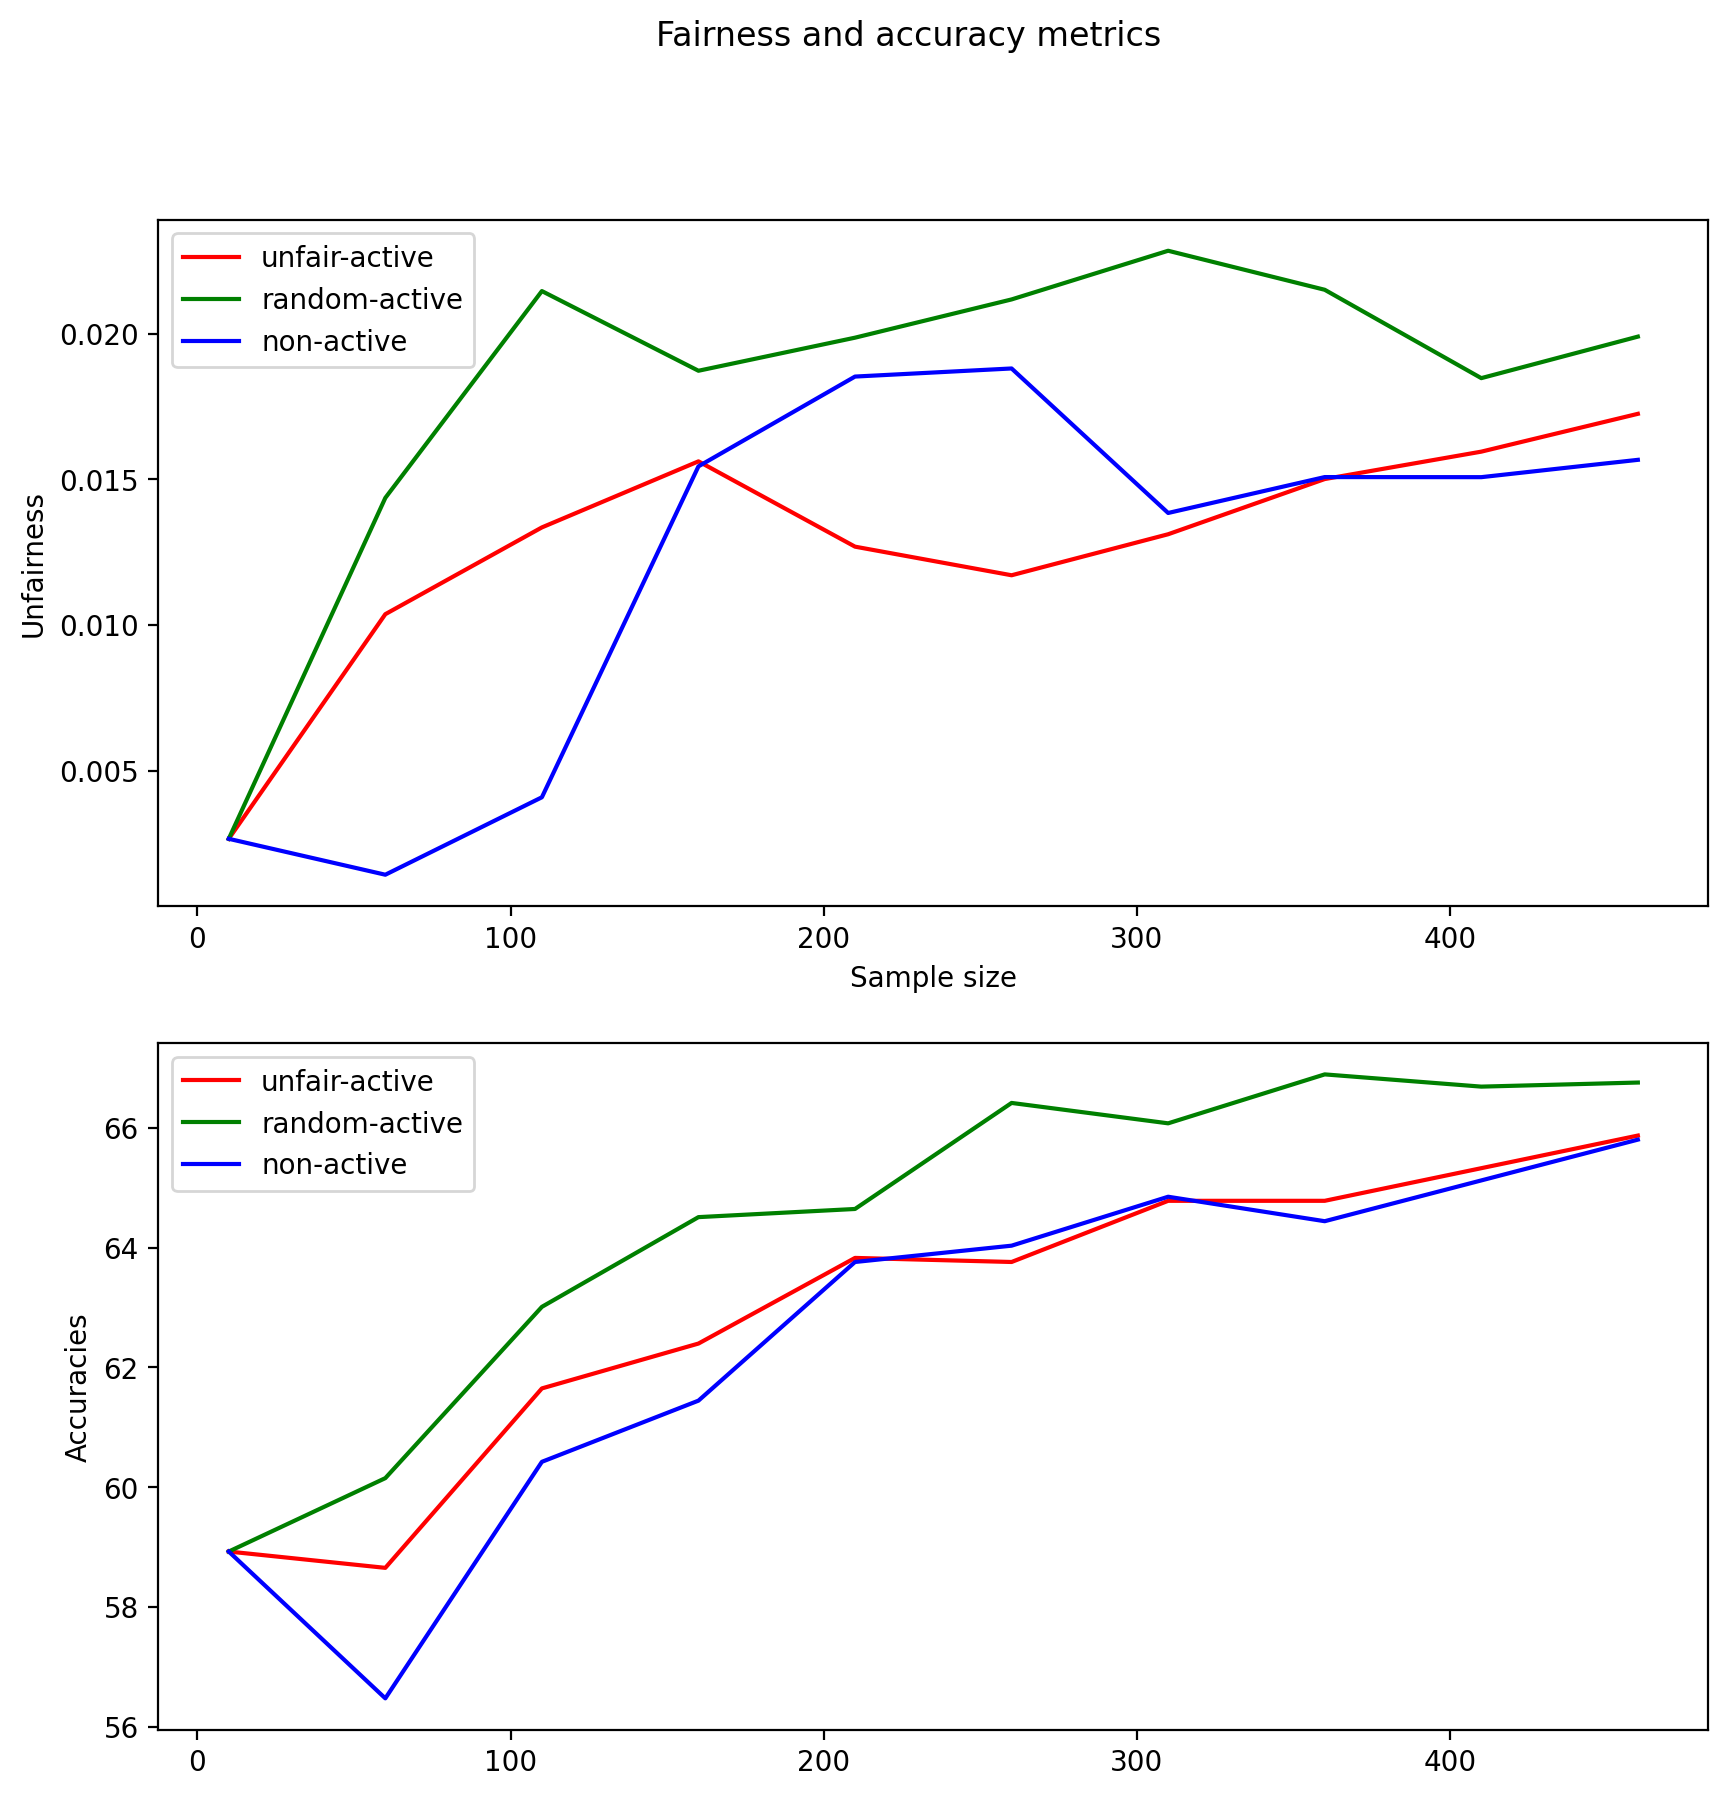 Fairness and accuracy metrics
unfair-active
random-active
non-active
0.020
0.015
0.010
0.005
Unfairness
0 100 200 300 400
Sample size
unfair-active
random-active
non-active
66
64
62
60
58
56
Accuracies
0 100 200 300 400